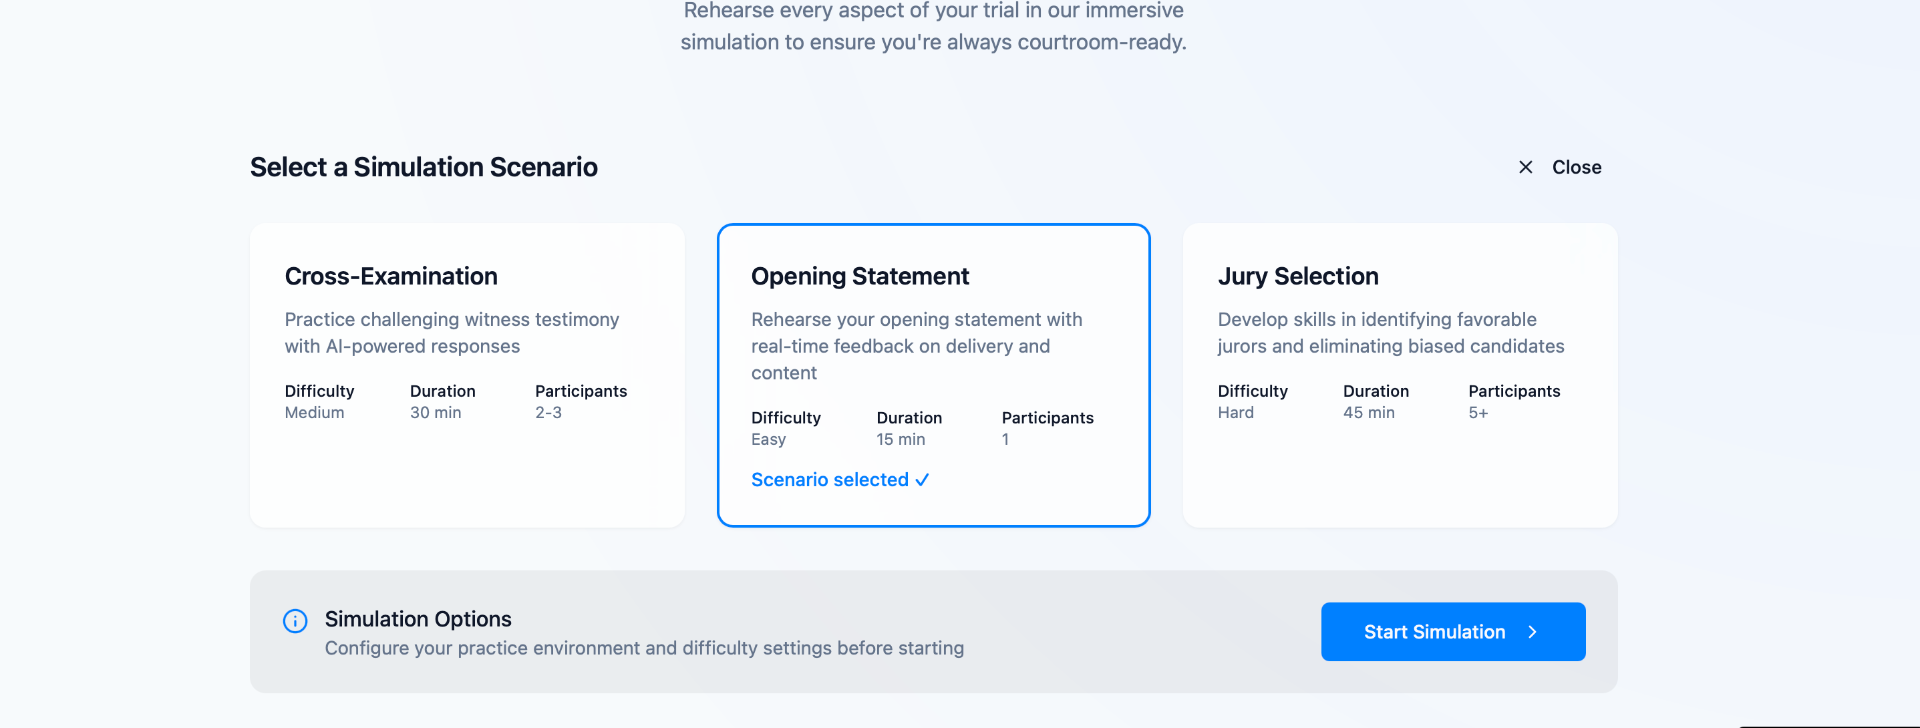 Rehearse every aspect of your trial in our immersive
simulation to ensure you're always courtroom-ready.
Select a Simulation Scenario
Close
Cross-Examination
Practice challenging witness testimony
with AI-powered responses
Difficulty Duration Participants
Medium 30 min 2-3
Opening Statement
Rehearse your opening statement with
real-time feedback on delivery and
content
Difficulty Duration Participants
Easy 15 min 1
Scenario selected ✓
Jury Selection
Develop skills in identifying favorable
jurors and eliminating biased candidates
Difficulty Duration Participants
Hard 45 min 5+
Simulation Options
Configure your practice environment and difficulty settings before starting
Start Simulation